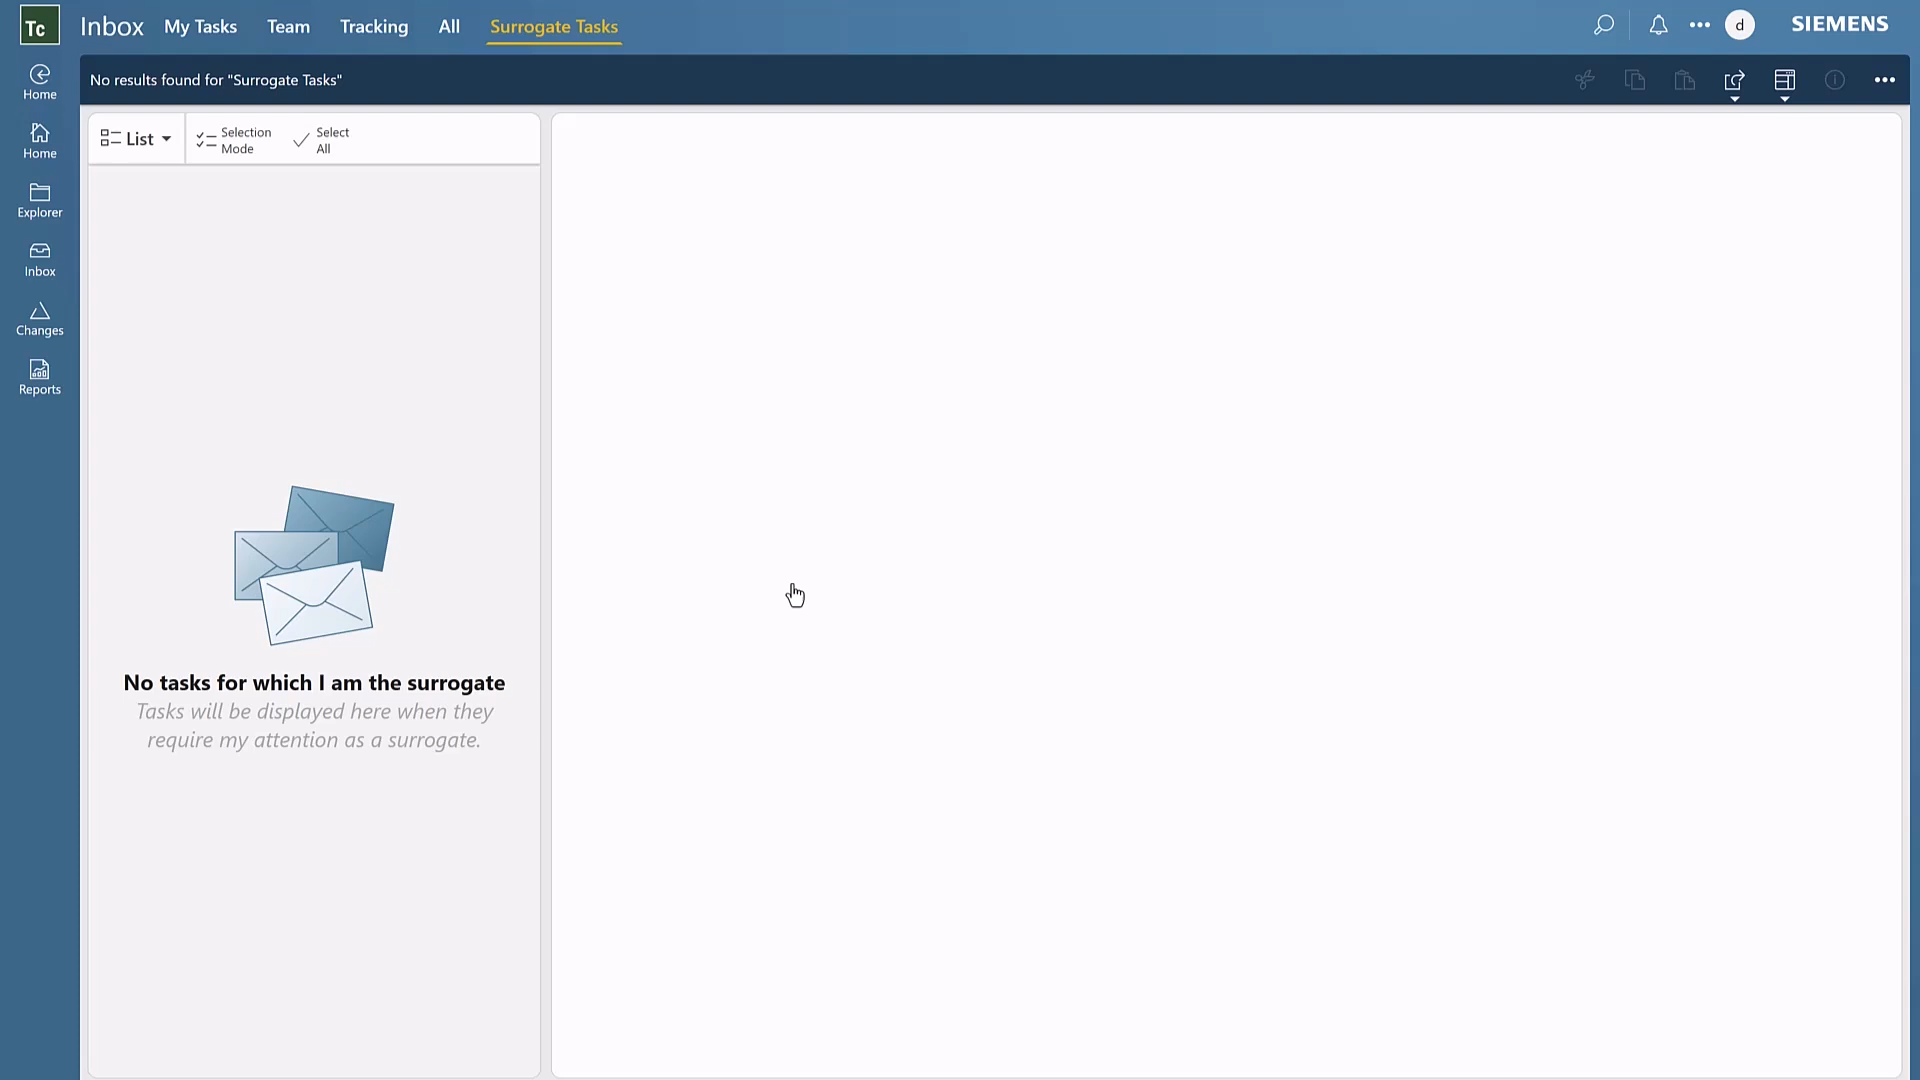 Tc
Inbox My Tasks Team Tracking All Surrogate Tasks
d
SIEMENS
No results found for "Surrogate Tasks"
Home
Home
Explorer
Inbox
Changes
Reports
List
Selection
Mode
Select
All
No tasks for which I am the surrogate
Tasks will be displayed here when they
require my attention as a surrogate.